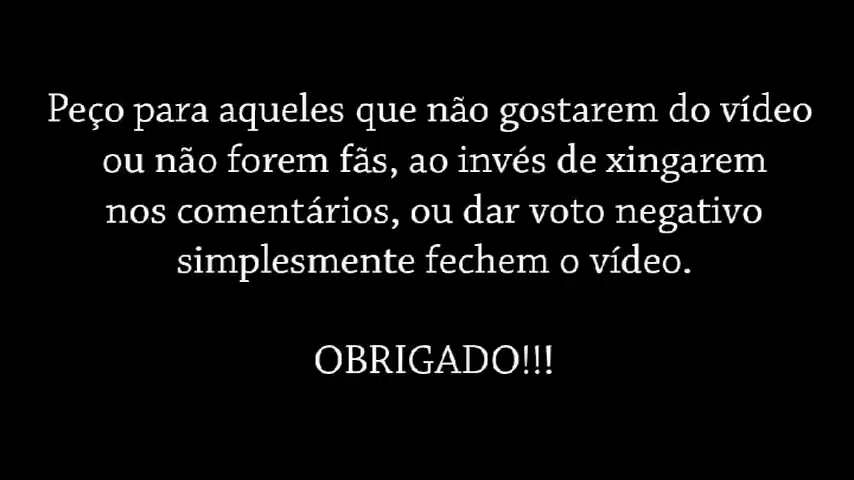 Peço para aqueles que não gostarem do vídeo
ou não forem fãs, ao invés de xingarem
nos comentários, ou dar voto negativo
simplesmente fechem o vídeo.
OBRIGADO!!!